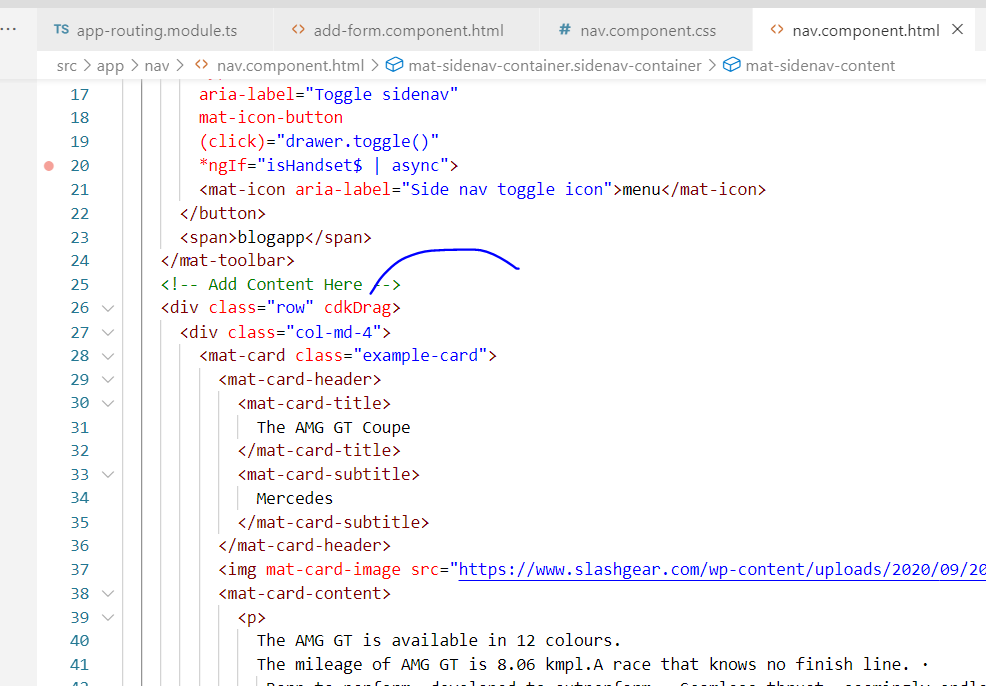 ··· TS app-routing.module.ts <> add-form.component.html # nav.component.css <> nav.component.html ×
src > app > nav > <> nav.component.html > mat-sidenav-container.sidenav-container > mat-sidenav-content
17 aria-label="Toggle sidenav"
18 mat-icon-button
19 (click)="drawer.toggle()"
20 *ngIf="isHandset$ | async">
21 <mat-icon aria-label="Side nav toggle icon">menu</mat-icon>
22 </button>
23 <span>blogapp</span>
24 </mat-toolbar>
25 <!-- Add Content Here -->
26 <div class="row" cdkDrag>
27 <div class="col-md-4">
28 <mat-card class="example-card">
29 <mat-card-header>
30 <mat-card-title>
31 The AMG GT Coupe
32 </mat-card-title>
33 <mat-card-subtitle>
34 Mercedes
35 </mat-card-subtitle>
36 </mat-card-header>
37 <img mat-card-image src="https://www.slashgear.com/wp-content/uploads/2020/09/20
38 <mat-card-content>
39 <p>
40 The AMG GT is available in 12 colours.
41 The mileage of AMG GT is 8.06 kmpl.A race that knows no finish line. ·